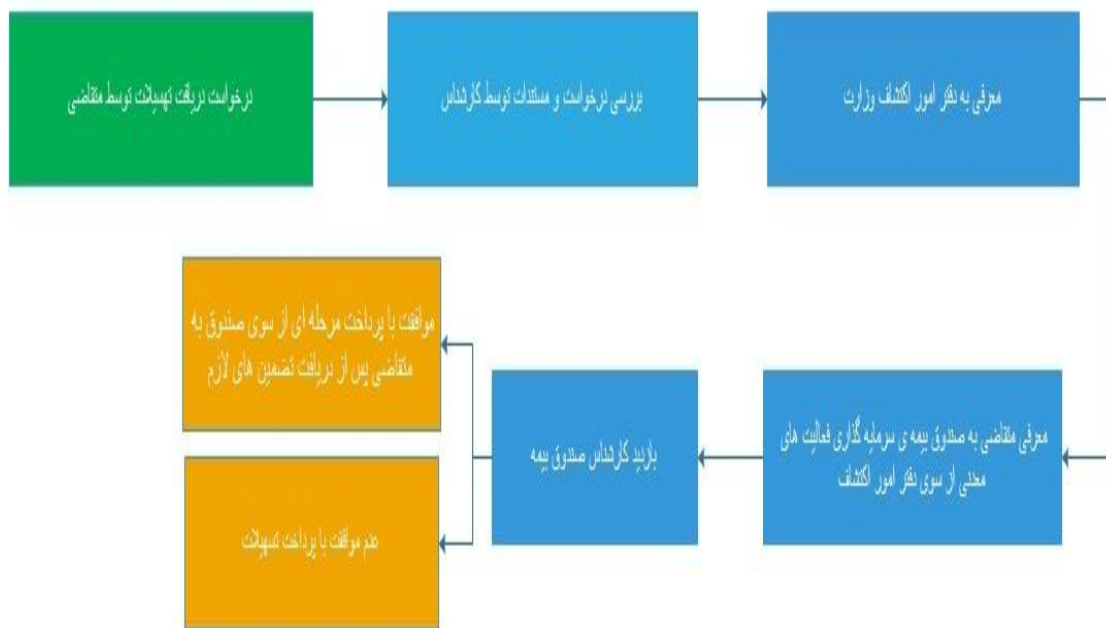 درخواست دریافت تهسیلات توسط متقاضی
بررسی درخواست و مستندات توسط کارشناس
معرفی به دفتر امور اکتشاف وزارت
معرفی متقاضی به صندوق بیمه ی سرمایه گذاری فعالیت های
معدنی از سوی دفتر امور اکتشاف
بازدید کارشناس صندوق بیمه
موافقت با پرداخت مرحله ای از سوی صندوق به
متقاضی پس از دریافت تضمین های لازم
عدم موافقت با پرداخت تسهیلات